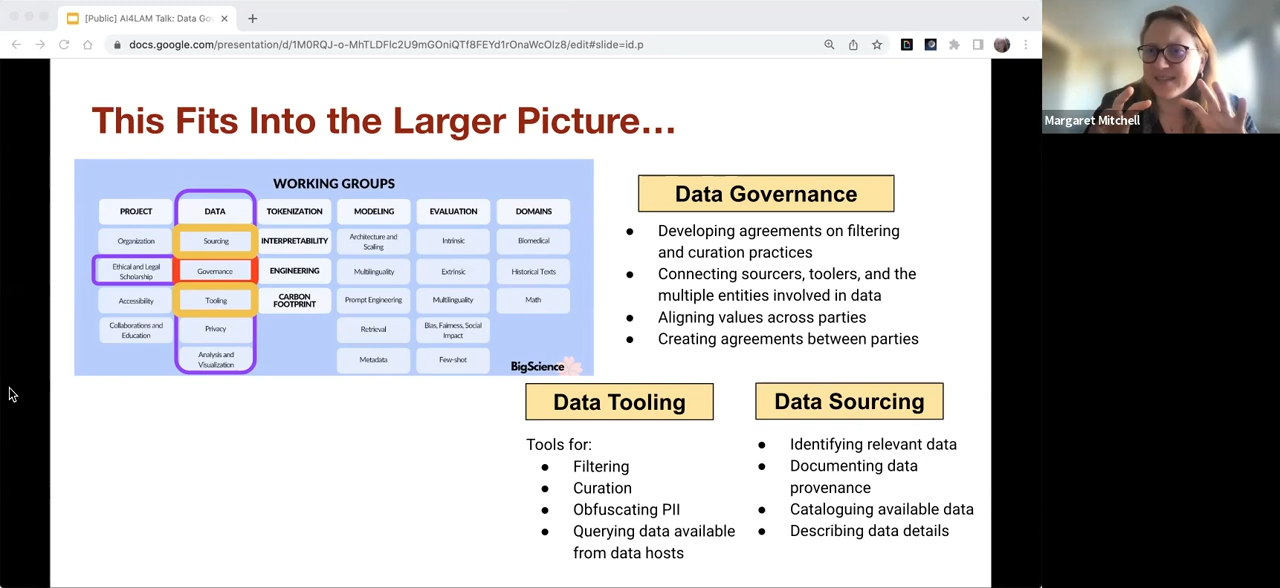 [Public] AI4LAM Talk: Data Go
docs.google.com/presentation/d/1M0RQJ-o-MhTLDFlc2U9mGOniQTf8FEYd1rOnaWcOlz8/edit#slide=id.p
Margaret Mitchell
This Fits Into the Larger Picture...
WORKING GROUPS
PROJECT DATA TOKENIZATION MODELING EVALUATION DOMAINS
Organization Sourcing INTERPRETABILITY Architecture and Scaling Intrinsic Biomedical
Ethical and Legal Scholarship Governance ENGINEERING Multilinguality Extrinsic Historical Texts
Accessibility Tooling CARBON FOOTPRINT Prompt Engineering Multilinguality Math
Collaborations and Education Privacy Retrieval Bias, Fairness, Social Impact
Analysis and Visualization Metadata Few-shot
BigScience
Data Governance
● Developing agreements on filtering
and curation practices
● Connecting sourcers, toolers, and the
multiple entities involved in data
● Aligning values across parties
● Creating agreements between parties
Data Tooling
Tools for:
● Filtering
● Curation
● Obfuscating PII
● Querying data available
from data hosts
Data Sourcing
● Identifying relevant data
● Documenting data
provenance
● Cataloguing available data
● Describing data details